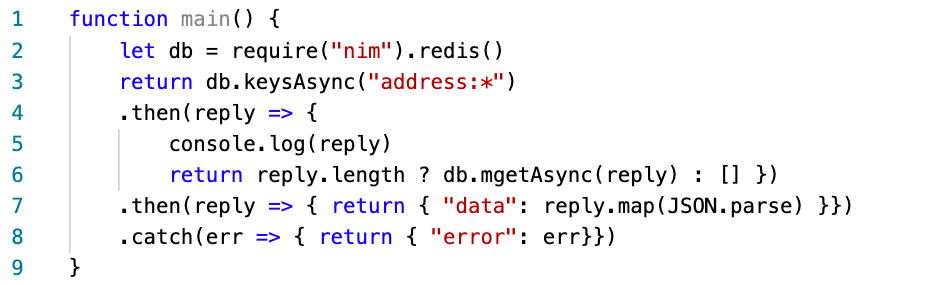 1 function main() {
2 let db = require("nim").redis()
3 return db.keysAsync("address:*")
4 .then(reply => {
5 console.log(reply)
6 return reply.length ? db.mgetAsync(reply) : [] })
7 .then(reply => { return { "data": reply.map(JSON.parse) }})
8 .catch(err => { return { "error": err}})
9 }